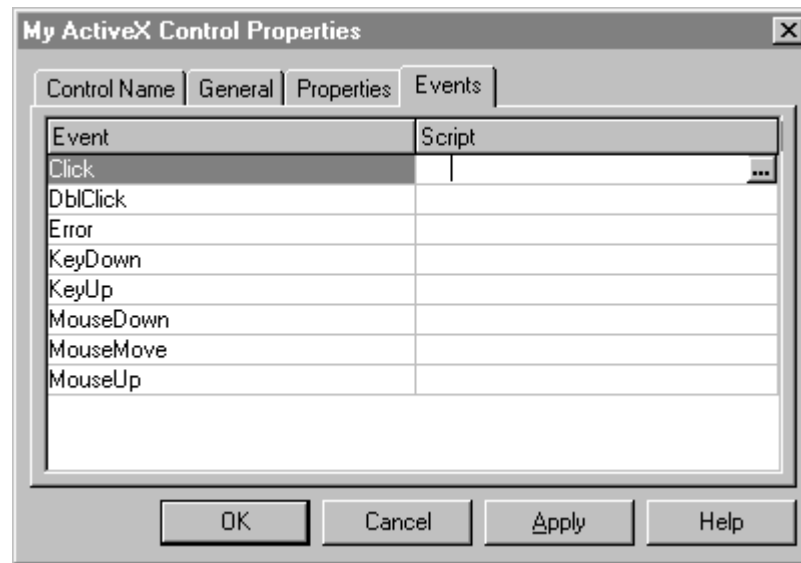 My ActiveX Control Properties
Control Name General Properties Events
Event Script
Click ...
DblClick
Error
KeyDown
KeyUp
MouseDown
MouseMove
MouseUp
OK Cancel Apply Help